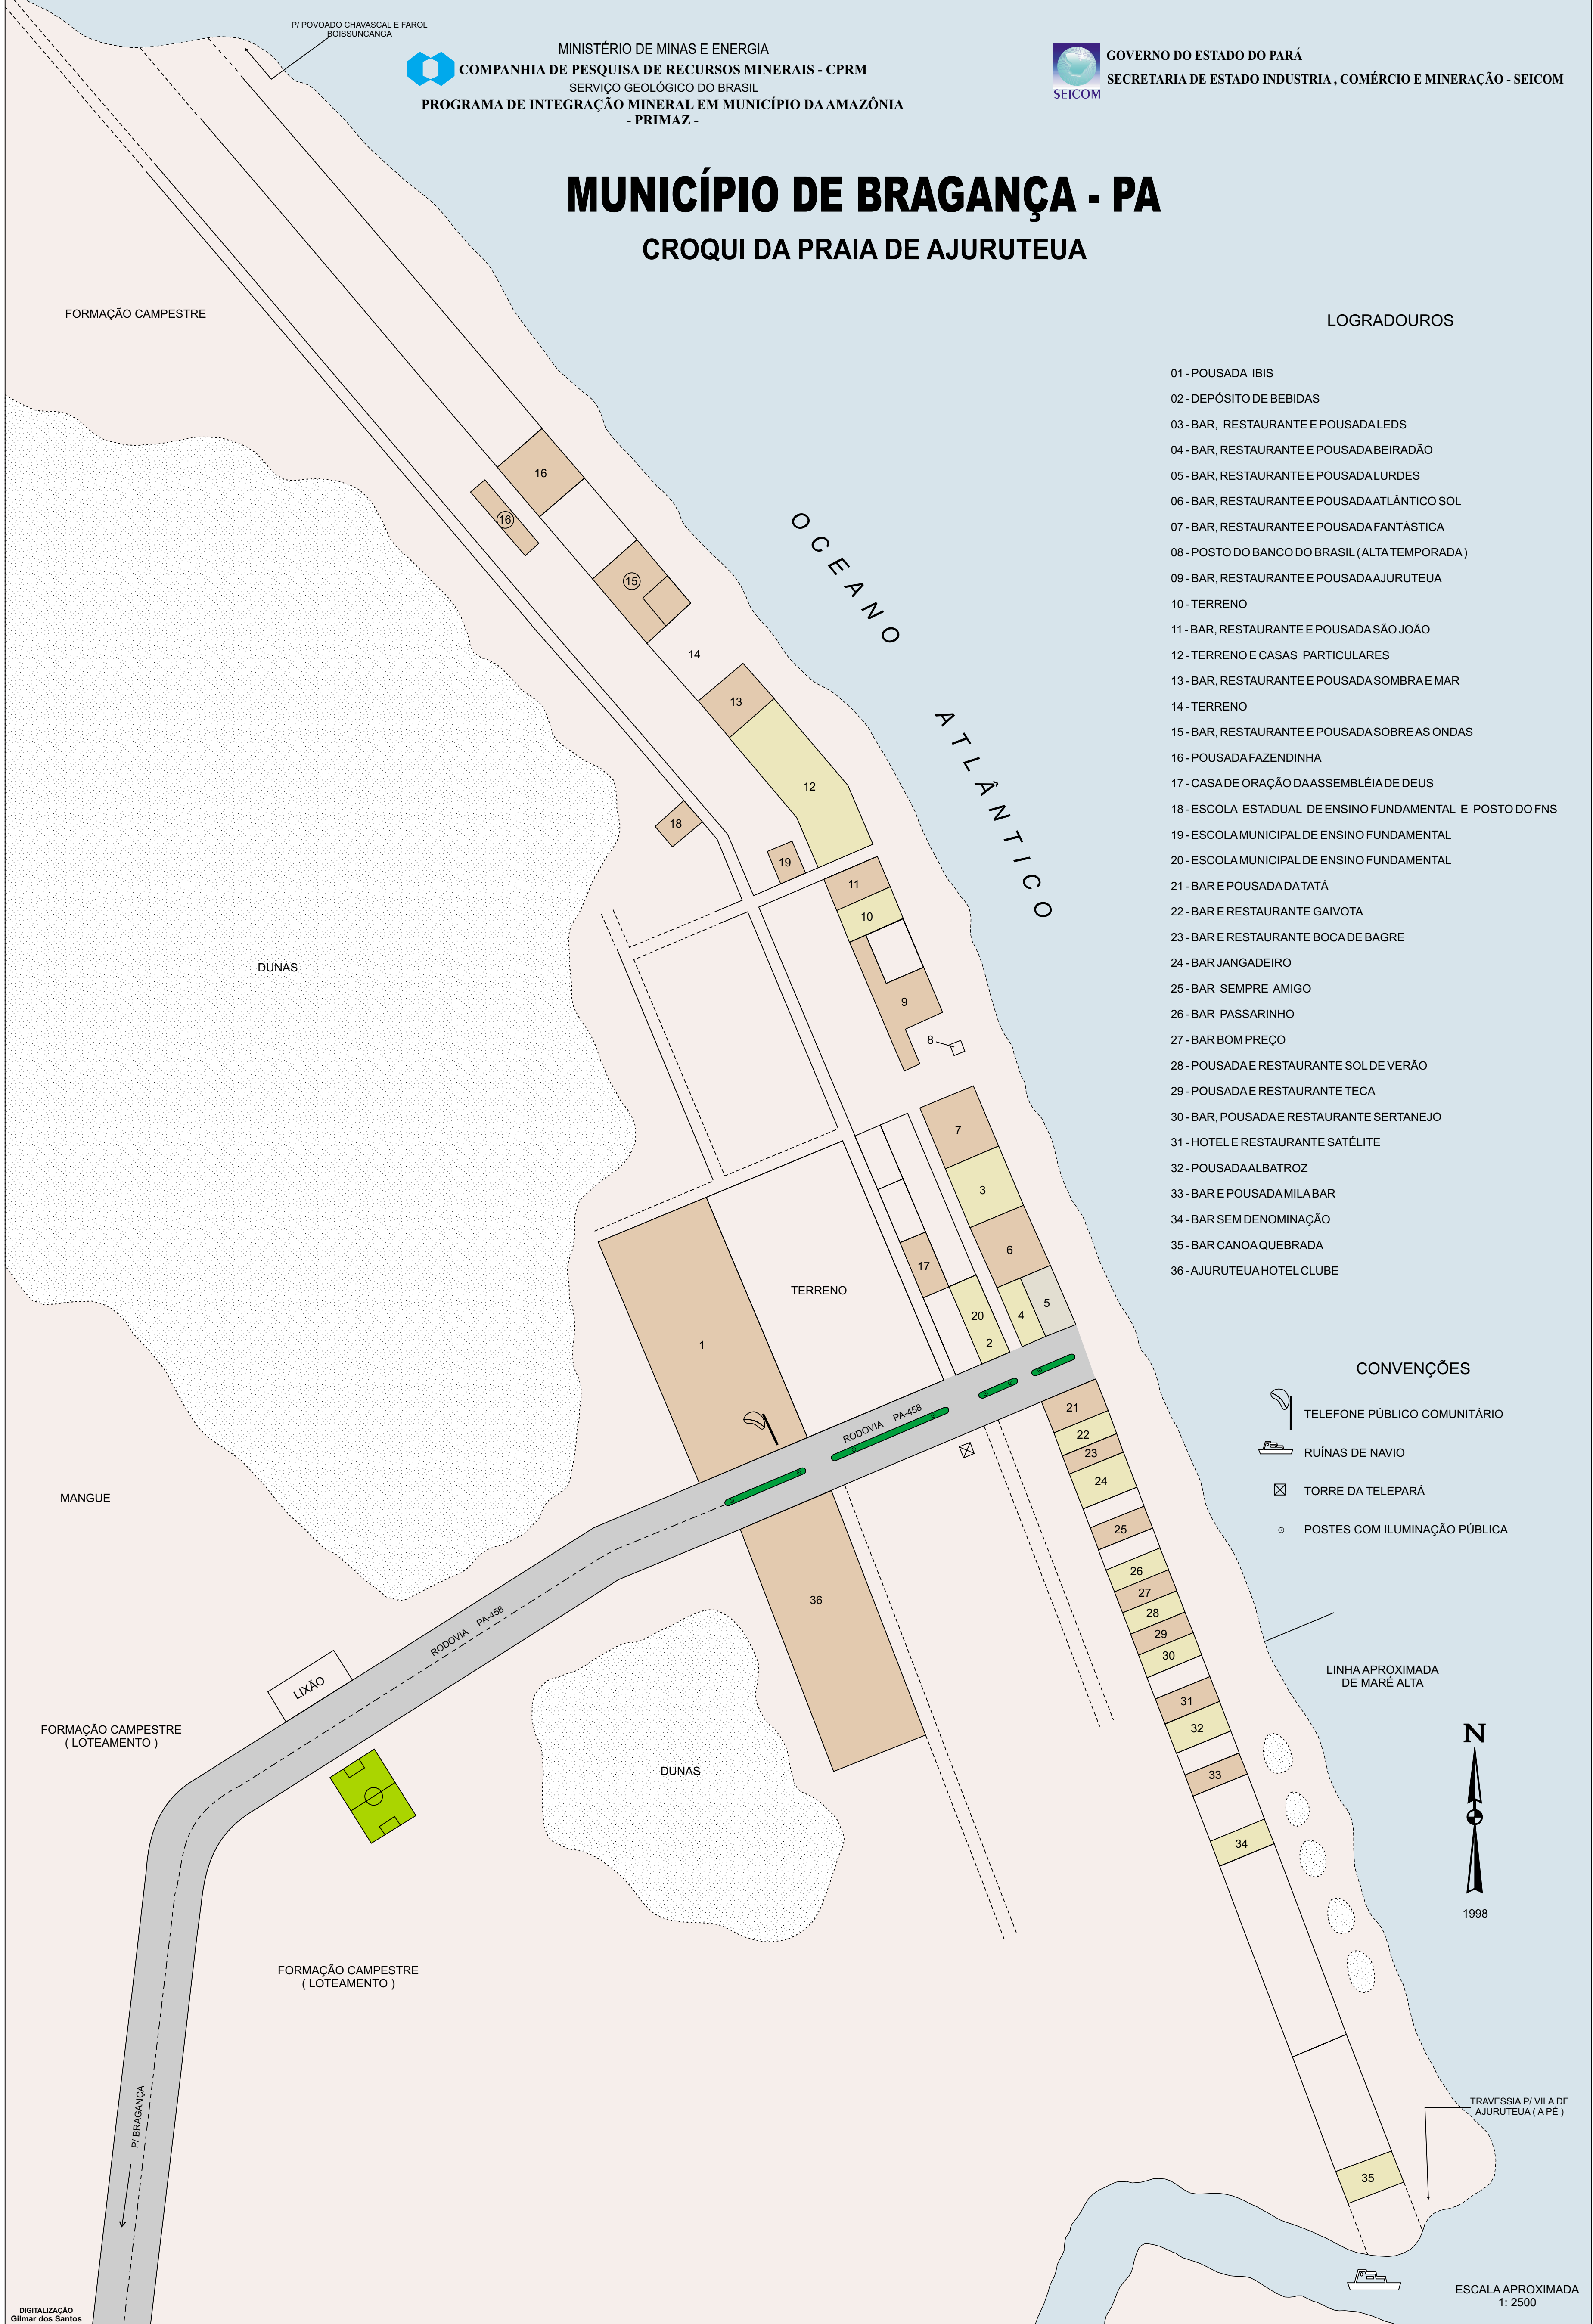 P/ POVOADO CHAVASCAL E FAROL
BOISSUNCANGA
MINISTÉRIO DE MINAS E ENERGIA
COMPANHIA DE PESQUISA DE RECURSOS MINERAIS - CPRM
SERVIÇO GEOLÓGICO DO BRASIL
PROGRAMA DE INTEGRAÇÃO MINERAL EM MUNICÍPIO DA AMAZÔNIA
- PRIMAZ -
SEICOM
GOVERNO DO ESTADO DO PARÁ
SECRETARIA DE ESTADO INDUSTRIA , COMÉRCIO E MINERAÇÃO - SEICOM
MUNICÍPIO DE BRAGANÇA - PA
CROQUI DA PRAIA DE AJURUTEUA
LOGRADOUROS
01 - POUSADA IBIS
02 - DEPÓSITO DE BEBIDAS
03 - BAR, RESTAURANTE E POUSADA LEDS
04 - BAR, RESTAURANTE E POUSADA BEIRADÃO
05 - BAR, RESTAURANTE E POUSADA LURDES
06 - BAR, RESTAURANTE E POUSADA ATLÂNTICO SOL
07 - BAR, RESTAURANTE E POUSADA FANTÁSTICA
08 - POSTO DO BANCO DO BRASIL ( ALTA TEMPORADA )
09 - BAR, RESTAURANTE E POUSADA AJURUTEUA
10 - TERRENO
11 - BAR, RESTAURANTE E POUSADA SÃO JOÃO
12 - TERRENO E CASAS PARTICULARES
13 - BAR, RESTAURANTE E POUSADA SOMBRA E MAR
14 - TERRENO
15 - BAR, RESTAURANTE E POUSADA SOBRE AS ONDAS
16 - POUSADA FAZENDINHA
17 - CASA DE ORAÇÃO DA ASSEMBLÉIA DE DEUS
18 - ESCOLA ESTADUAL DE ENSINO FUNDAMENTAL E POSTO DO FNS
19 - ESCOLA MUNICIPAL DE ENSINO FUNDAMENTAL
20 - ESCOLA MUNICIPAL DE ENSINO FUNDAMENTAL
21 - BAR E POUSADA DA TATÁ
22 - BAR E RESTAURANTE GAIVOTA
23 - BAR E RESTAURANTE BOCA DE BAGRE
24 - BAR JANGADEIRO
25 - BAR SEMPRE AMIGO
26 - BAR PASSARINHO
27 - BAR BOM PREÇO
28 - POUSADA E RESTAURANTE SOL DE VERÃO
29 - POUSADA E RESTAURANTE TECA
30 - BAR, POUSADA E RESTAURANTE SERTANEJO
31 - HOTEL E RESTAURANTE SATÉLITE
32 - POUSADA ALBATROZ
33 - BAR E POUSADA MILA BAR
34 - BAR SEM DENOMINAÇÃO
35 - BAR CANOA QUEBRADA
36 - AJURUTEUA HOTEL CLUBE
CONVENÇÕES
TELEFONE PÚBLICO COMUNITÁRIO
RUÍNAS DE NAVIO
TORRE DA TELEPARÁ
POSTES COM ILUMINAÇÃO PÚBLICA
FORMAÇÃO CAMPESTRE
OCEANO ATLÂNTICO
16
16
15
14
13
12
18
19
11
10
9
8
DUNAS
7
3
6
17
5
4
20
2
TERRENO
1
RODOVIA PA-458
21
22
23
24
25
26
27
28
29
30
31
32
33
34
35
36
MANGUE
RODOVIA PA-458
LIXÃO
FORMAÇÃO CAMPESTRE
( LOTEAMENTO )
DUNAS
FORMAÇÃO CAMPESTRE
( LOTEAMENTO )
P/ BRAGANÇA
LINHA APROXIMADA
DE MARÉ ALTA
N
1998
TRAVESSIA P/ VILA DE
AJURUTEUA ( A PÉ )
ESCALA APROXIMADA
1: 2500
DIGITALIZAÇÃO
Gilmar dos Santos